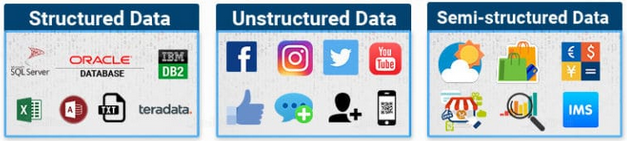 Structured Data
SQL Server
ORACLE
DATABASE
IBM
DB2
X
A
TXT
teradata.
Unstructured Data
f
You
Tube
Semi-structured Data
€ $
¥ =
IMS